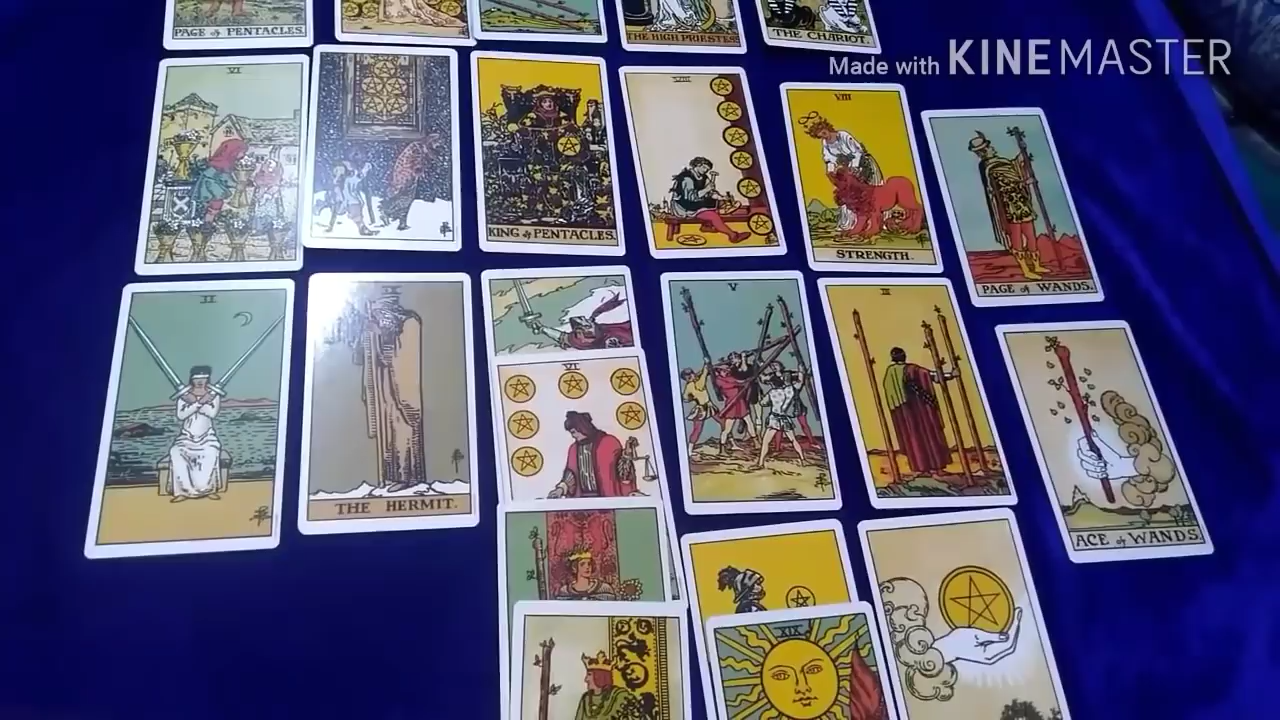 Made with KINEMASTER
PAGE of PENTACLES.
THE HIGH PRIESTESS
THE CHARIOT.
VI
KING of PENTACLES.
VIII
VIII
STRENGTH.
PAGE of WANDS.
II
THE HERMIT.
VI
V
III
ACE of WANDS.
XIX